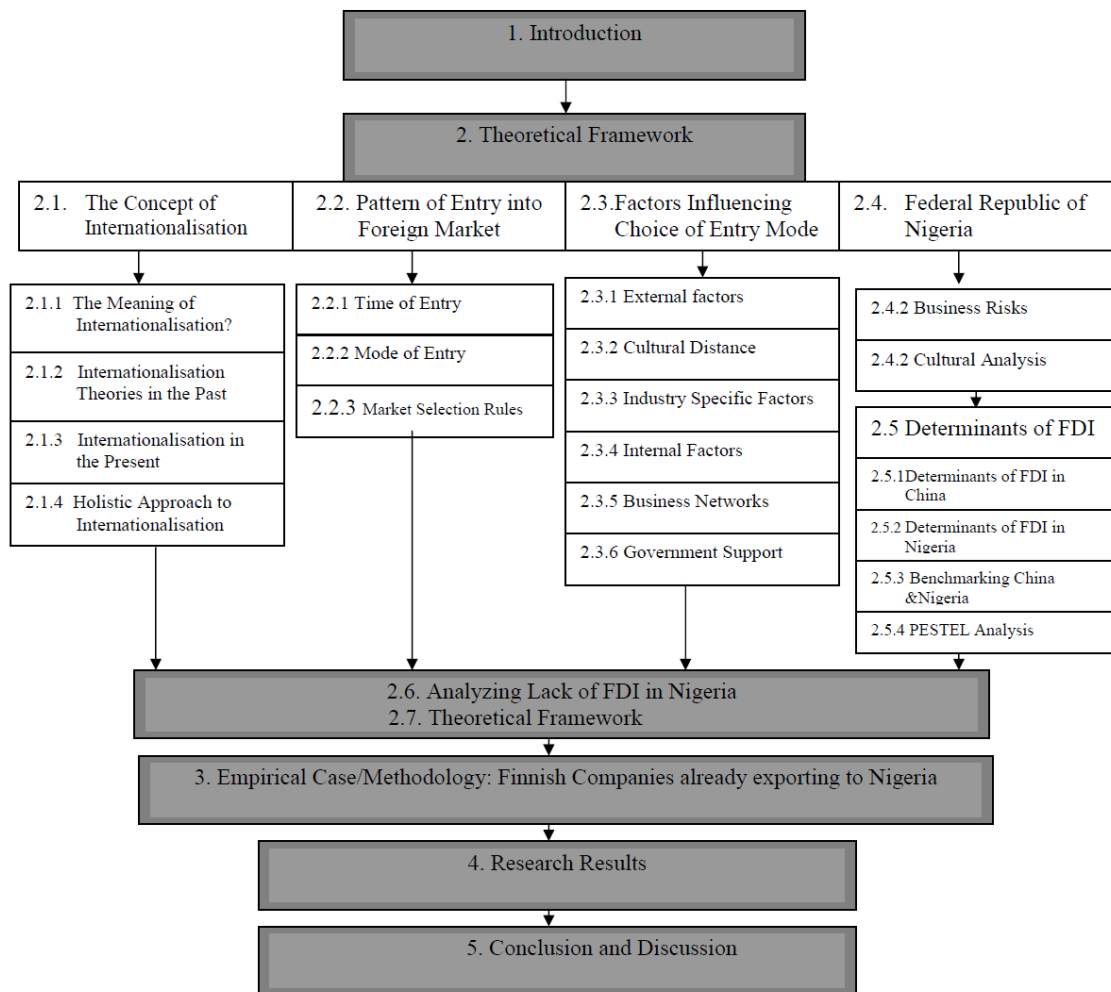 1. Introduction
2. Theoretical Framework
2.1. The Concept of
Internationalisation
2.2. Pattern of Entry into
Foreign Market
2.3.Factors Influencing
Choice of Entry Mode
2.4. Federal Republic of
Nigeria
2.1.1 The Meaning of
Internationalisation?
2.1.2 Internationalisation
Theories in the Past
2.1.3 Internationalisation in
the Present
2.1.4 Holistic Approach to
Internationalisation
2.2.1 Time of Entry
2.2.2 Mode of Entry
2.2.3 Market Selection Rules
2.3.1 External factors
2.3.2 Cultural Distance
2.3.3 Industry Specific Factors
2.3.4 Internal Factors
2.3.5 Business Networks
2.3.6 Government Support
2.4.2 Business Risks
2.4.2 Cultural Analysis
2.5 Determinants of FDI
2.5.1Determinants of FDI in
China
2.5.2 Determinants of FDI in
Nigeria
2.5.3 Benchmarking China
&Nigeria
2.5.4 PESTEL Analysis
2.6. Analyzing Lack of FDI in Nigeria
2.7. Theoretical Framework
3. Empirical Case/Methodology: Finnish Companies already exporting to Nigeria
4. Research Results
5. Conclusion and Discussion